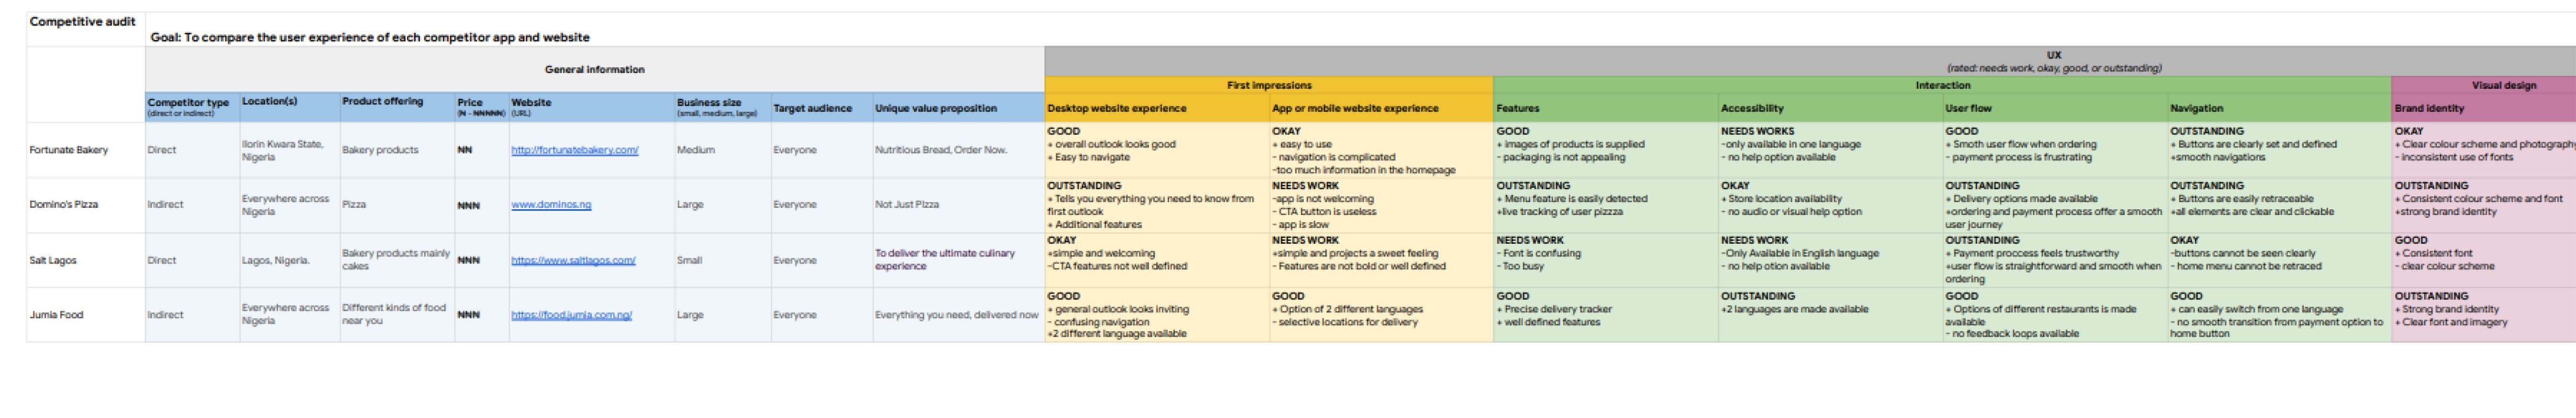 Competitive audit
Goal: To compare the user experience of each competitor app and website
General information
UX
(rated: needs work, okay, good, or outstanding)
First impressions
Interaction
Visual design
Competitor type
(direct or indirect)
Location(s)
Product offering
Price
(₦ - ₦₦₦₦₦)
Website
(URL)
Business size
(small, medium, large)
Target audience
Unique value proposition
Desktop website experience
App or mobile website experience
Features
Accessibility
User flow
Navigation
Brand identity
Fortunate Bakery
Direct
Ilorin Kwara State,
Nigeria
Bakery products
₦₦
http://fortunatebakery.com/
Medium
Everyone
Nutritious Bread, Order Now.
GOOD
+ overall outlook looks good
+ Easy to navigate
OKAY
+ easy to use
- navigation is complicated
-too much information in the homepage
GOOD
+ images of products is supplied
- packaging is not appealing
NEEDS WORKS
-only available in one language
- no help option available
GOOD
+ Smoth user flow when ordering
- payment process is frustrating
OUTSTANDING
+ Buttons are clearly set and defined
+smooth navigations
OKAY
+ Clear colour scheme and photography
- inconsistent use of fonts
Domino's Pizza
Indirect
Everywhere across
Nigeria
Pizza
₦₦₦
www.dominos.ng
Large
Everyone
Not Just PIzza
OUTSTANDING
+ Tells you everything you need to know from
first outlook
+ Additional features
NEEDS WORK
-app is not welcoming
- CTA button is useless
- app is slow
OUTSTANDING
+ Menu feature is easily detected
+live tracking of user pizzza
OKAY
+ Store location availability
- no audio or visual help option
OUTSTANDING
+ Delivery options made available
+ordering and payment process offer a smooth
user journey
OUTSTANDING
+ Buttons are easily retraceable
+all elements are clear and clickable
OUTSTANDING
+ Consistent colour scheme and font
+strong brand identity
Salt Lagos
Direct
Lagos, Nigeria.
Bakery products mainly
cakes
₦₦₦
https://www.saltlagos.com/
Small
Everyone
To deliver the ultimate culinary
experience
OKAY
+simple and welcoming
-CTA features not well defined
NEEDS WORK
+simple and projects a sweet feeling
- Features are not bold or well defined
NEEDS WORK
- Font is confusing
- Too busy
NEEDS WORK
-Only Available in English language
- no help otion available
OUTSTANDING
+ Payment proccess feels trustworthy
+user flow is straightforward and smooth when
ordering
OKAY
-buttons cannot be seen clearly
- home menu cannot be retraced
GOOD
+ Consistent font
- clear colour scheme
Jumia Food
Indirect
Everywhere across
Nigeria
Different kinds of food
near you
₦₦₦
https://food.jumia.com.ng/
Large
Everyone
Everything you need, delivered now
GOOD
+ general outlook looks inviting
- confusing navigation
+2 different language available
GOOD
+ Option of 2 different languages
- selective locations for delivery
GOOD
+ Precise delivery tracker
+ well defined features
OUTSTANDING
+2 languages are made available
GOOD
+ Options of different restaurants is made
available
- no feedback loops available
GOOD
+ can easily switch from one language
- no smooth transition from payment option to
home button
OUTSTANDING
+ Strong brand identity
+ Clear font and imagery